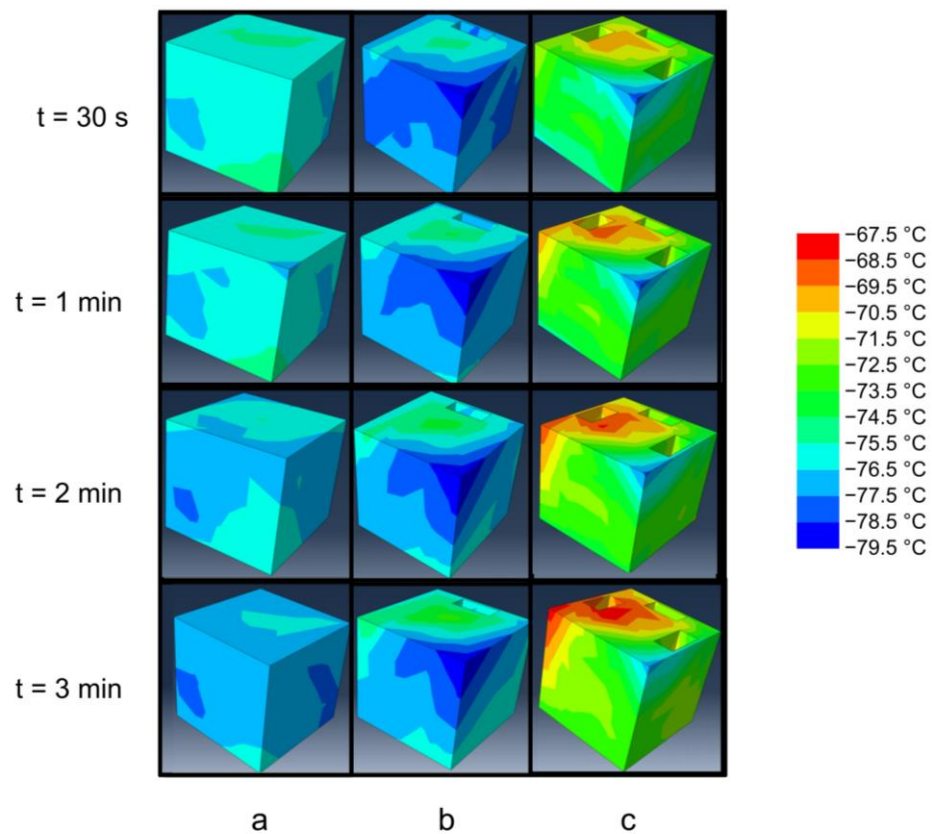 t = 30 s
t = 1 min
t = 2 min
t = 3 min
−67.5 °C
−68.5 °C
−69.5 °C
−70.5 °C
−71.5 °C
−72.5 °C
−73.5 °C
−74.5 °C
−75.5 °C
−76.5 °C
−77.5 °C
−78.5 °C
−79.5 °C
a b c